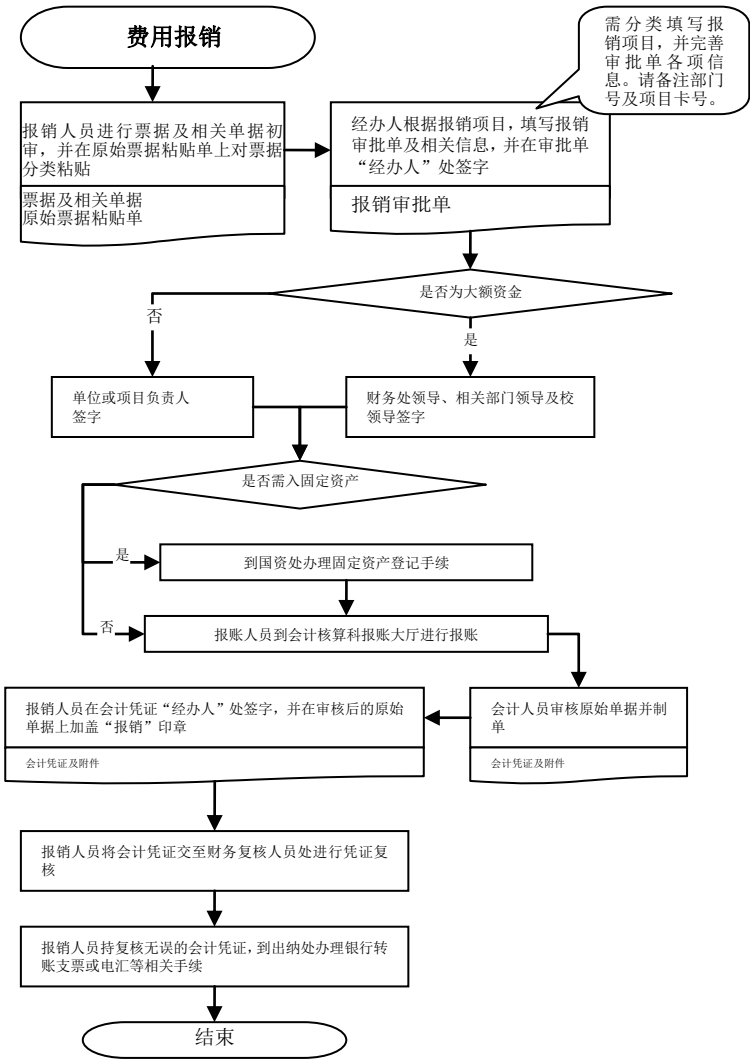 费用报销
需分类填写报
销项目，并完善
审批单各项信
息。请备注部门
号及项目卡号。
报销人员进行票据及相关单据初
审，并在原始票据粘贴单上对票据
分类粘贴
票据及相关单据
原始票据粘贴单
经办人根据报销项目，填写报销
审批单及相关信息，并在审批单
“经办人”处签字
报销审批单
是否为大额资金
否
是
单位或项目负责人
签字
财务处领导、相关部门领导及校
领导签字
是否需入固定资产
是
到国资处办理固定资产登记手续
否
报账人员到会计核算科报账大厅进行报账
会计人员审核原始单据并制
单
会计凭证及附件
报销人员在会计凭证“经办人”处签字，并在审核后的原始
单据上加盖“报销”印章
会计凭证及附件
报销人员将会计凭证交至财务复核人员处进行凭证复
核
报销人员持复核无误的会计凭证，到出纳处办理银行转
账支票或电汇等相关手续
结束